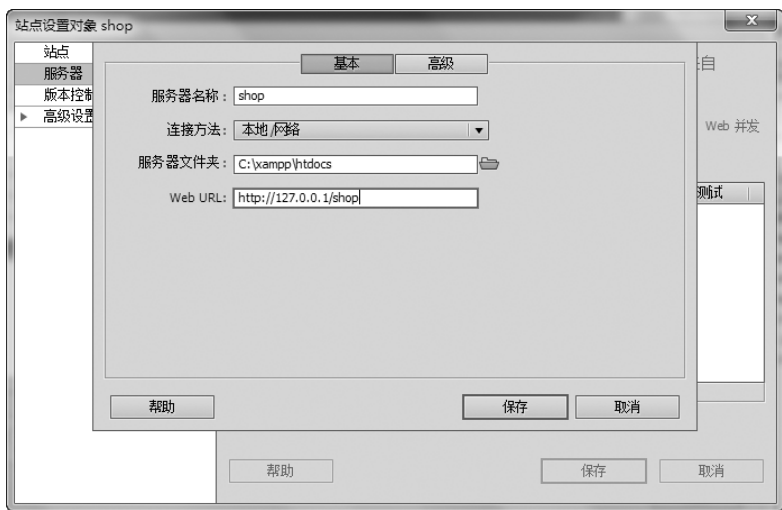 站点设置对象 shop
站点
服务器
版本控制
高级设置
基本 高级
服务器名称： shop
连接方法： 本地/网络
服务器文件夹： C:\xampp\htdocs
Web URL: http://127.0.0.1/shop
自
Web 并发
测试
帮助 保存 取消
帮助 保存 取消